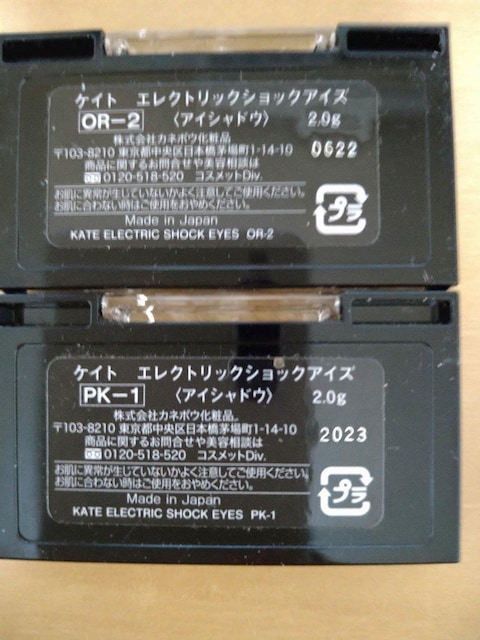 ケイト エレクトリックショックアイズ
OR-2 〈アイシャドウ〉 2.0g
株式会社カネボウ化粧品
〒103-8210 東京都中央区日本橋茅場町1-14-10
商品に関するお問合せや美容相談は
0120-518-520 コスメットDiv.
0622
お肌に異常が生じていないかよく注意してご使用ください。
お肌に合わない時はご使用をおやめください。
プラ
Made in Japan
KATE ELECTRIC SHOCK EYES OR-2
ケイト エレクトリックショックアイズ
PK-1 〈アイシャドウ〉 2.0g
株式会社カネボウ化粧品
〒103-8210 東京都中央区日本橋茅場町1-14-10
商品に関するお問合せや美容相談は
0120-518-520 コスメットDiv.
2023
お肌に異常が生じていないかよく注意してご使用ください。
お肌に合わない時はご使用をおやめください。
プラ
Made in Japan
KATE ELECTRIC SHOCK EYES PK-1